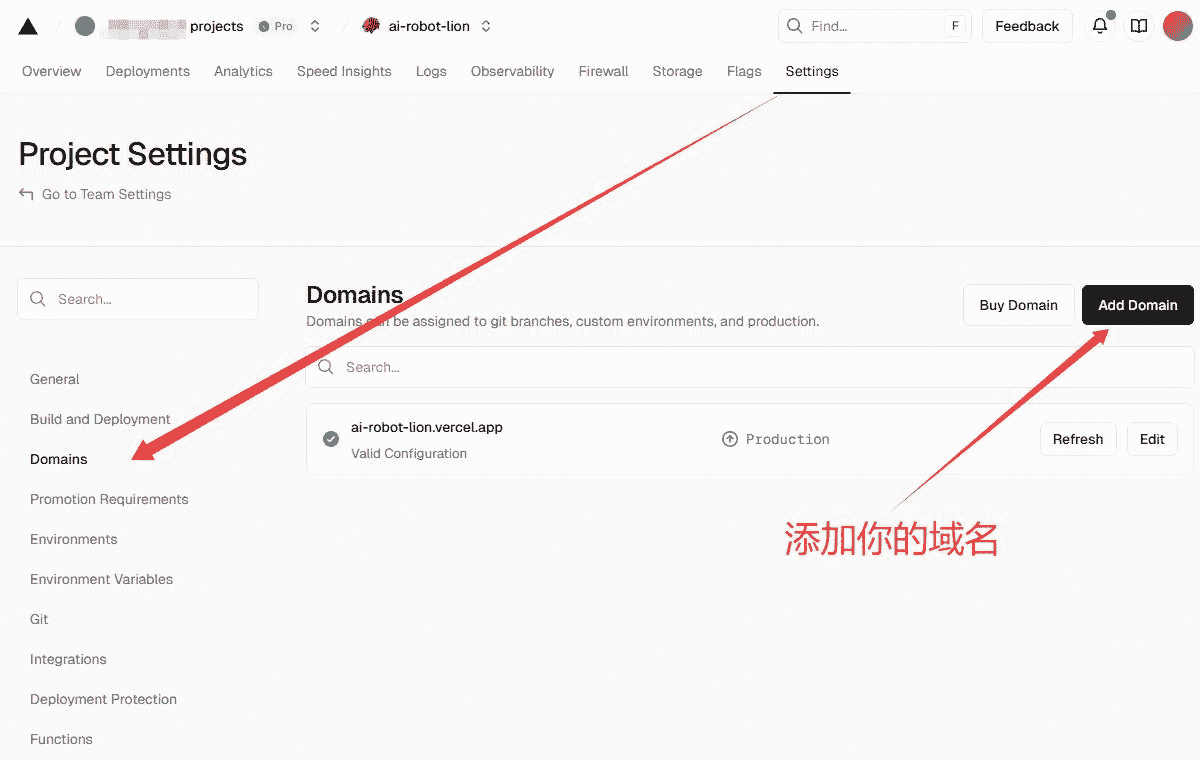 projects Pro ai-robot-lion Find... F Feedback
Overview Deployments Analytics Speed Insights Logs Observability Firewall Storage Flags Settings
Project Settings
Go to Team Settings
Search...
General
Build and Deployment
Domains
Promotion Requirements
Environments
Environment Variables
Git
Integrations
Deployment Protection
Functions
Domains
Domains can be assigned to git branches, custom environments, and production.
Buy Domain Add Domain
Search...
ai-robot-lion.vercel.app
Valid Configuration
Production
Refresh Edit
添加你的域名